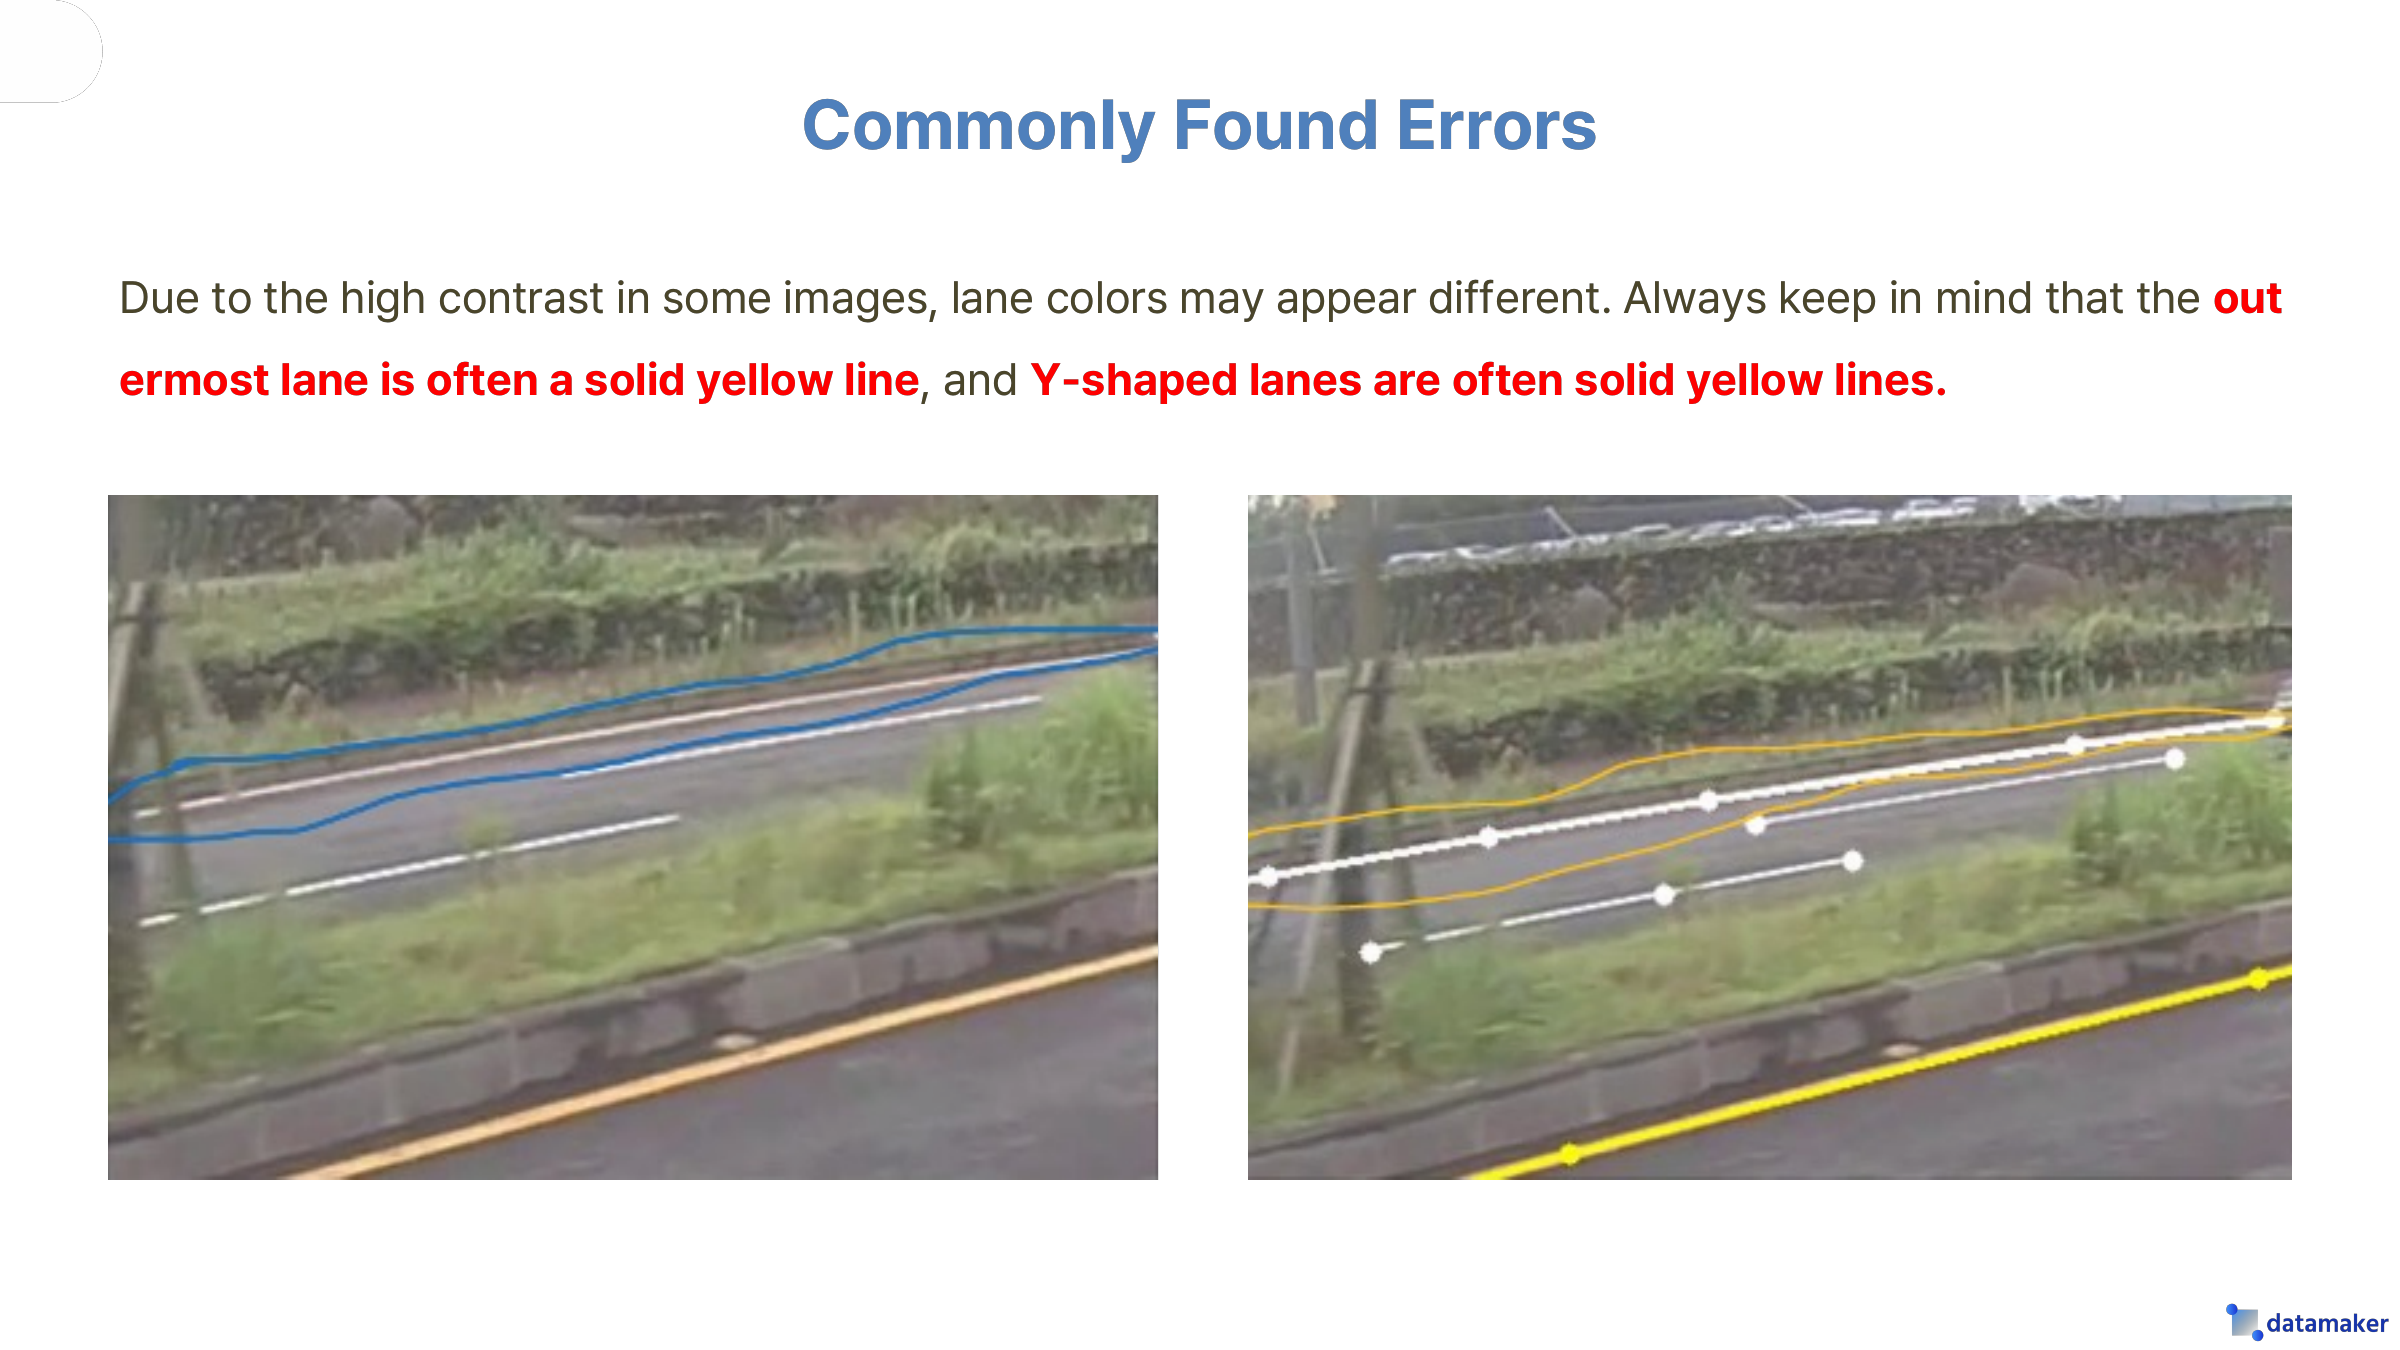 Commonly Found Errors
Due to the high contrast in some images, lane colors may appear different. Always keep in mind that the out
ermost lane is often a solid yellow line, and Y-shaped lanes are often solid yellow lines.
datamaker